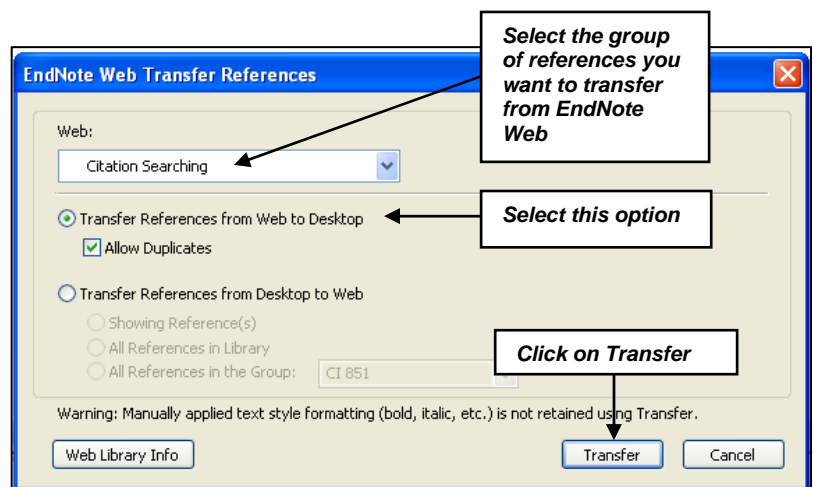 Select the group
of references you
want to transfer
from EndNote
Web
EndNote Web Transfer References
Web:
Citation Searching
Transfer References from Web to Desktop
Select this option
Allow Duplicates
Transfer References from Desktop to Web
Showing Reference(s)
All References in Library
All References in the Group:
CI 851
Click on Transfer
Warning: Manually applied text style formatting (bold, italic, etc.) is not retained using Transfer.
Web Library Info
Transfer
Cancel